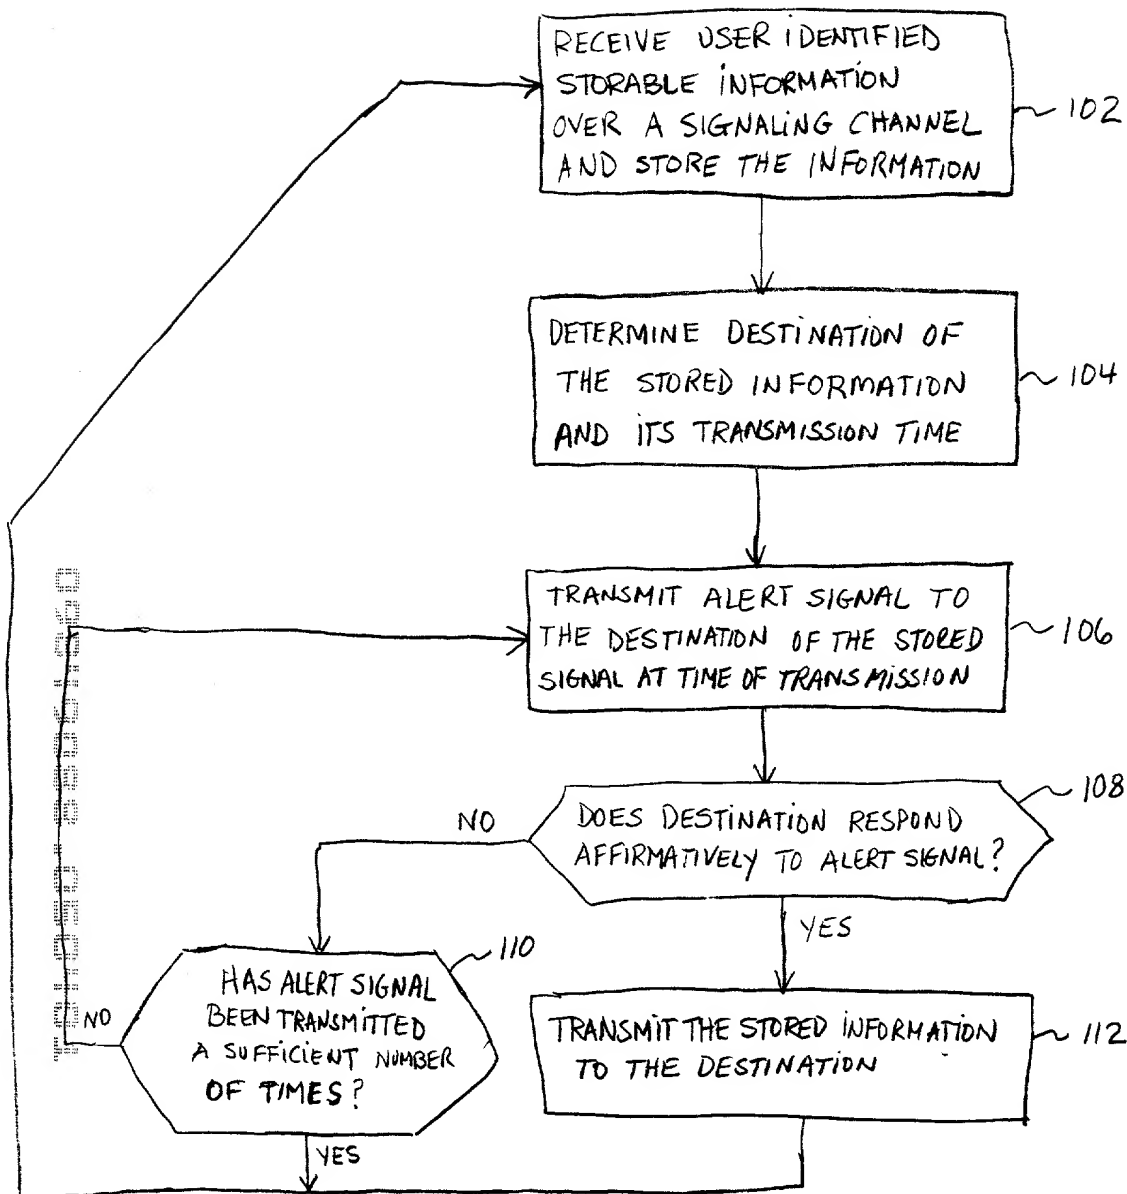 RECEIVE USER IDENTIFIED
STORABLE INFORMATION
OVER A SIGNALING CHANNEL
AND STORE THE INFORMATION
102
DETERMINE DESTINATION OF
THE STORED INFORMATION
AND ITS TRANSMISSION TIME
104
TRANSMIT ALERT SIGNAL TO
THE DESTINATION OF THE STORED
SIGNAL AT TIME OF TRANSMISSION
106
DOES DESTINATION RESPOND
AFFIRMATIVELY TO ALERT SIGNAL?
108
NO
YES
HAS ALERT SIGNAL
BEEN TRANSMITTED
A SUFFICIENT NUMBER
OF TIMES?
110
NO
YES
TRANSMIT THE STORED INFORMATION
TO THE DESTINATION
112